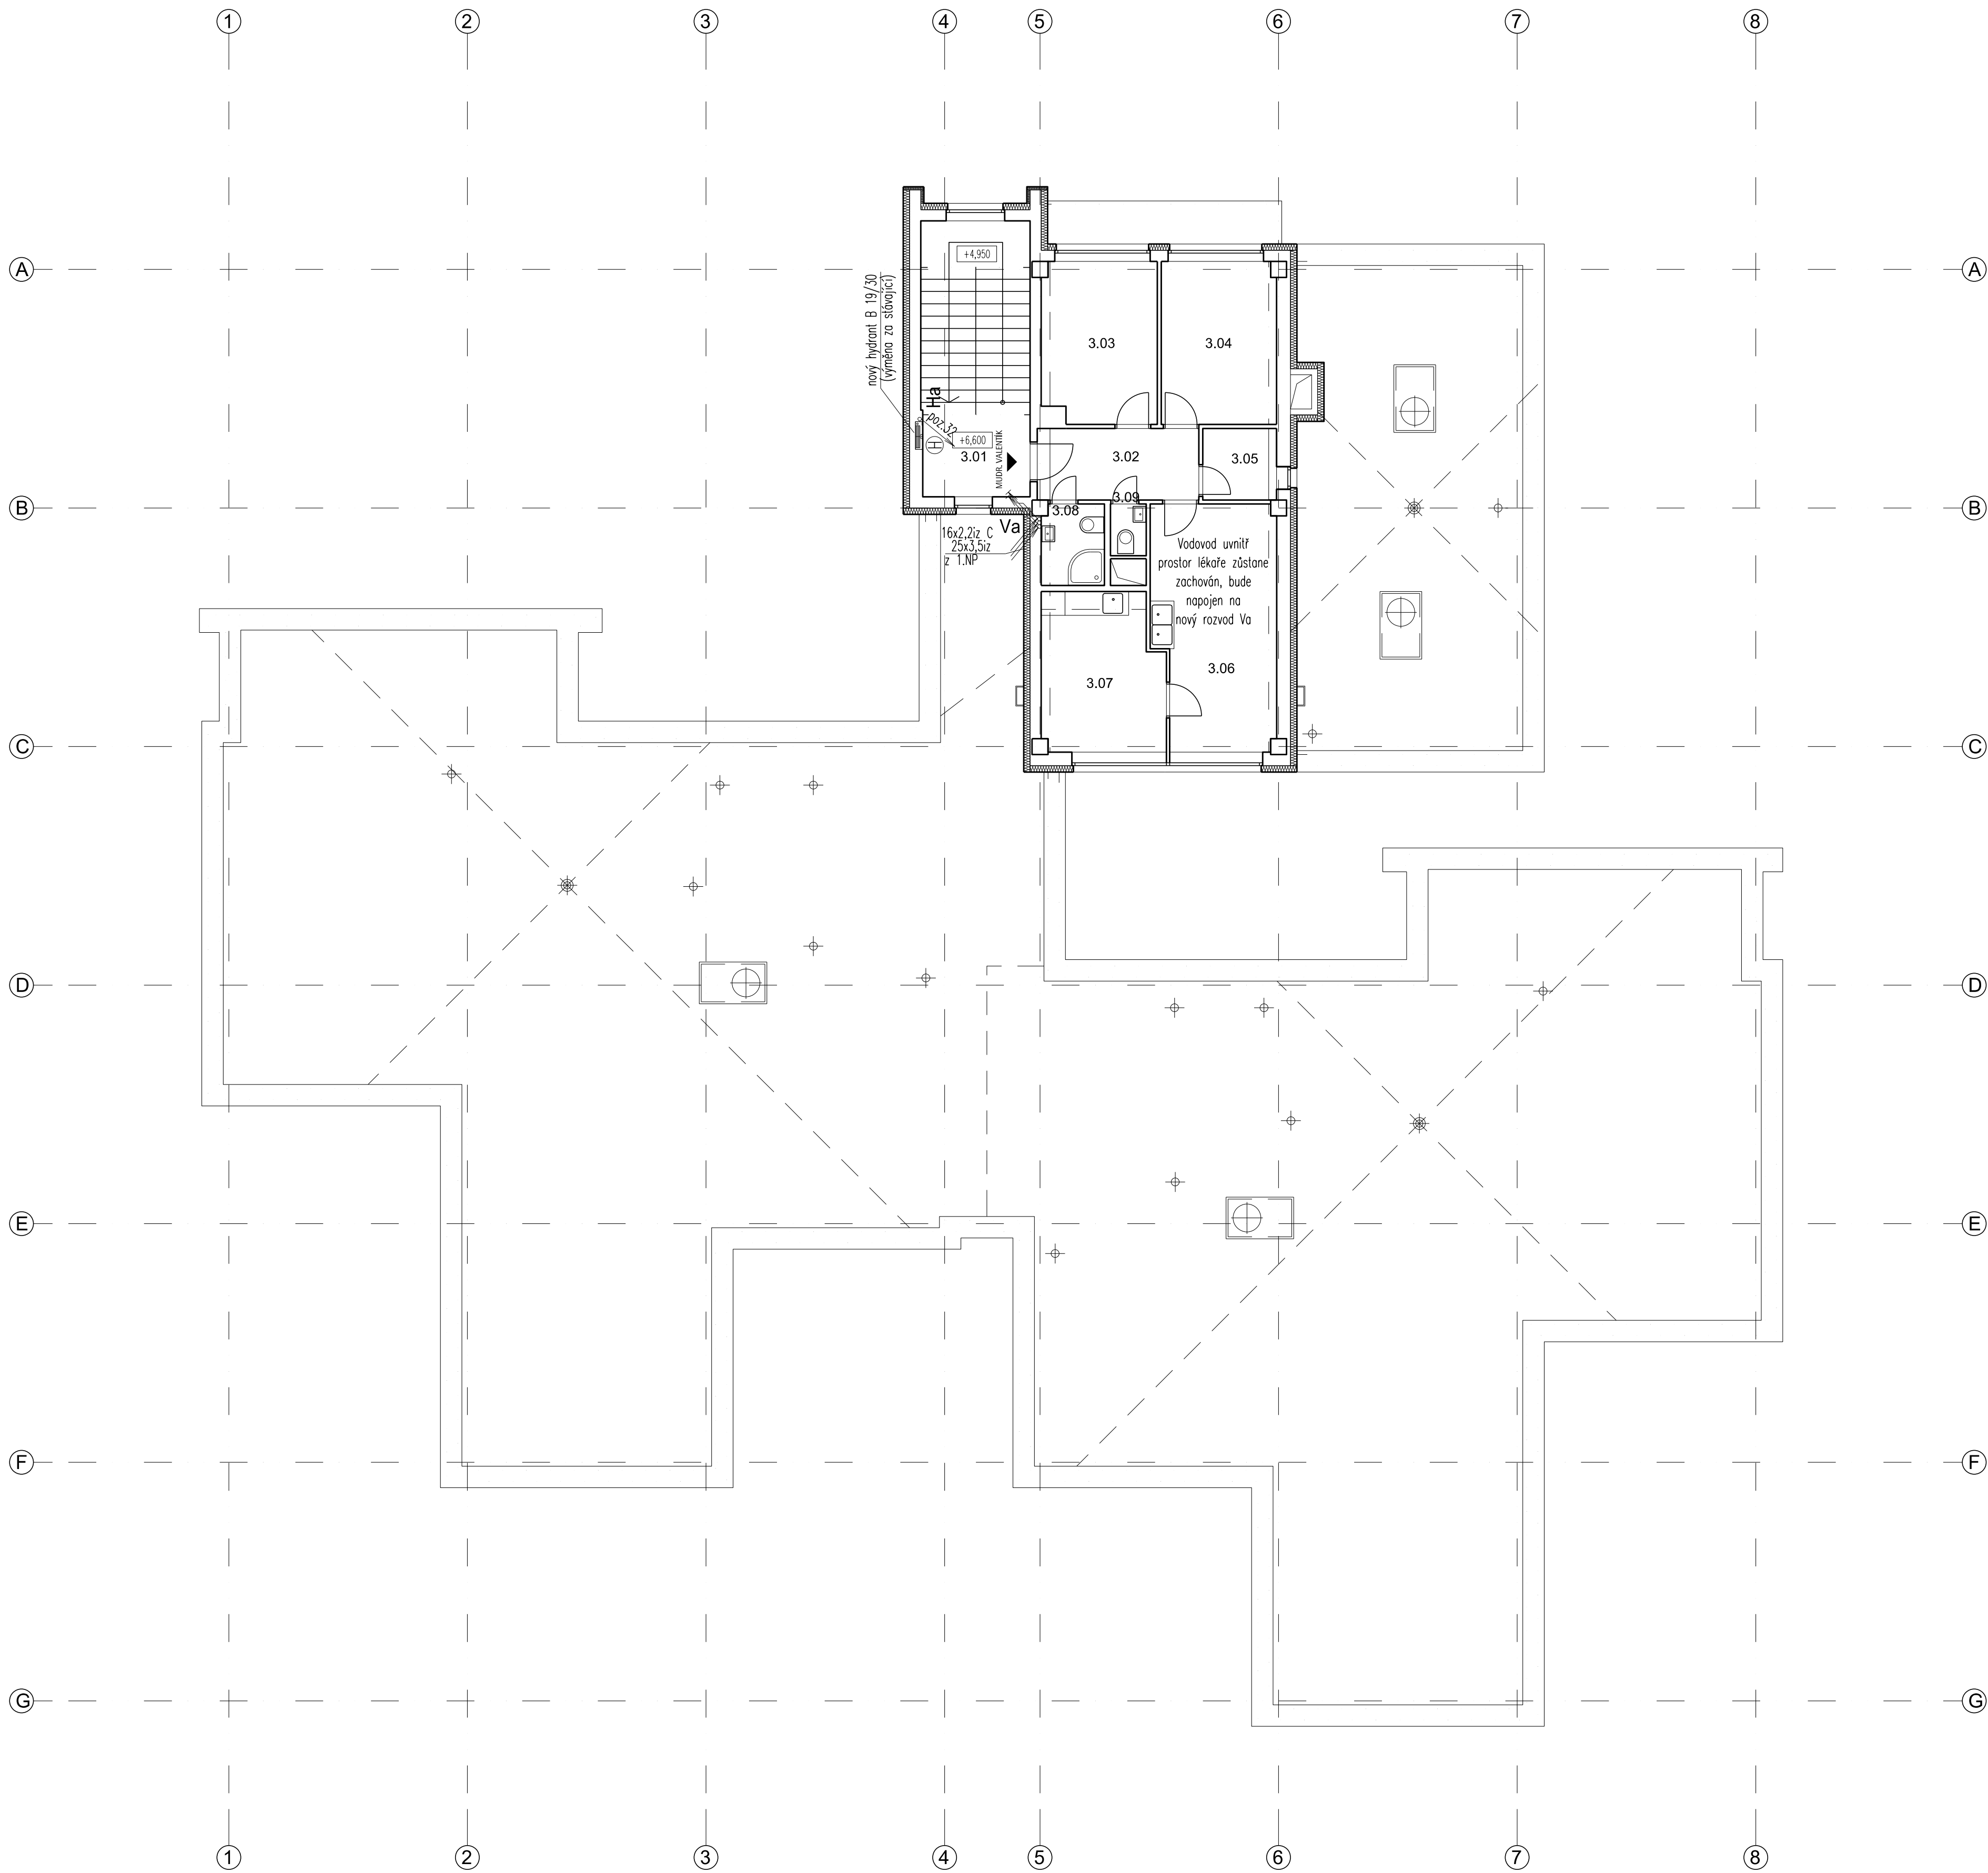 1 2 3 4 5 6 7 8
A A
+4,950
nový hydrant B 19/30
(výměna za stávající)
3.03 3.04
Ha
poz.32
H
+6,600
3.01
MUDR. VALENTÍK
3.02 3.05
3.09
3.08
B B
Va
16x2,2iz C
25x3,5iz
z 1.NP
Vodovod uvnitř
prostor lékaře zůstane
zachován, bude
napojen na
nový rozvod Va
3.06
3.07
C C
D D
E E
F F
G G
1 2 3 4 5 6 7 8